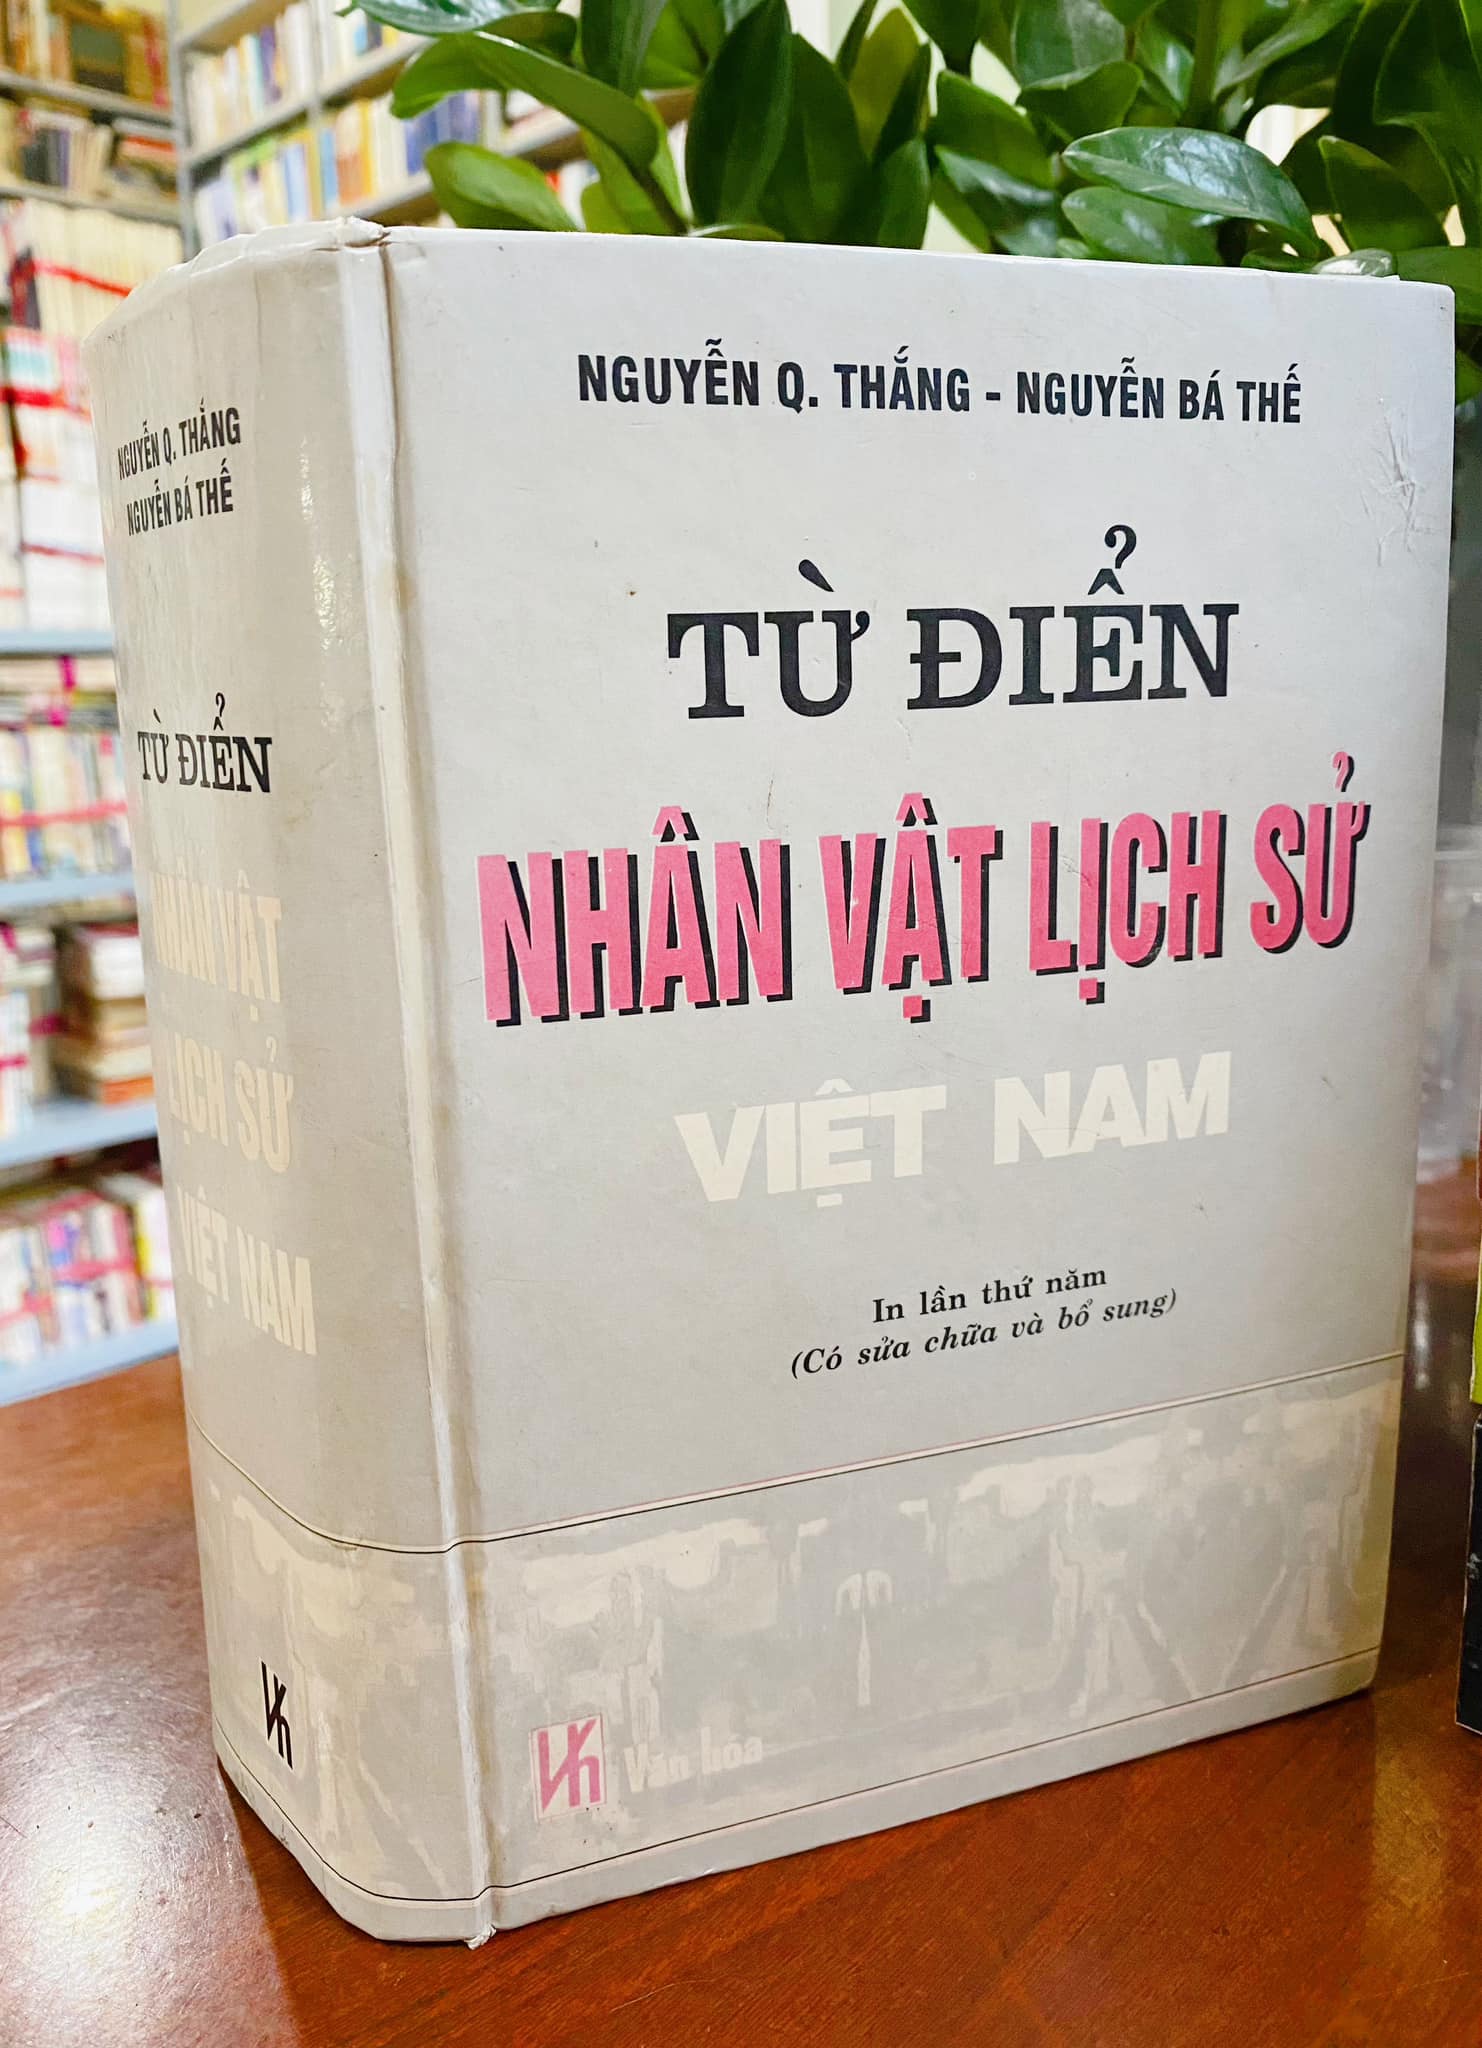 NGUYỄN Q. THẮNG
NGUYỄN BÁ THẾ
TỪ ĐIỂN
NHÂN VẬT
LỊCH SỬ
VIỆT NAM
Vh
NGUYỄN Q. THẮNG - NGUYỄN BÁ THẾ
TỪ ĐIỂN
NHÂN VẬT LỊCH SỬ
VIỆT NAM
In lần thứ năm
(Có sửa chữa và bổ sung)
Vh Văn hóa